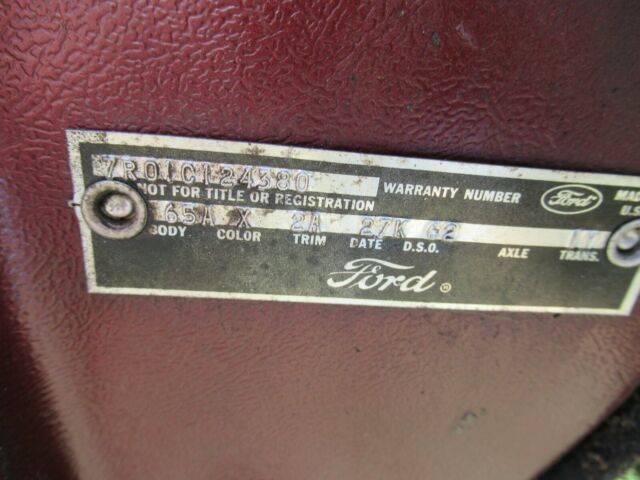 7R01C124380
NOT FOR TITLE OR REGISTRATION WARRANTY NUMBER Ford MA
U.S
65A X 2A 27K 62
BODY COLOR TRIM DATE D.S.O. AXLE TRANS.
Ford®